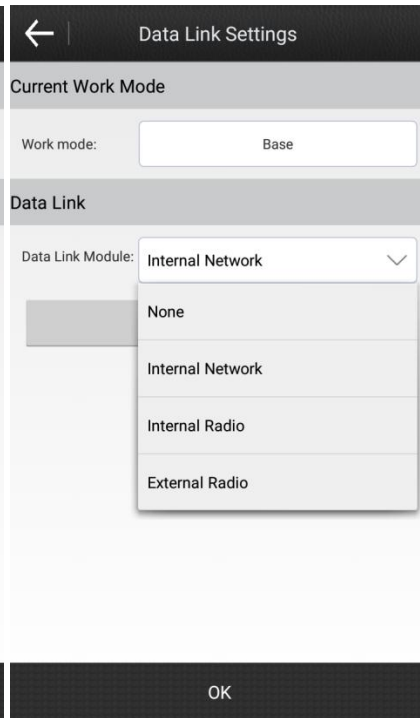 Data Link Settings
Current Work Mode
Work mode: Base
Data Link
Data Link Module: Internal Network
None
Internal Network
Internal Radio
External Radio
OK